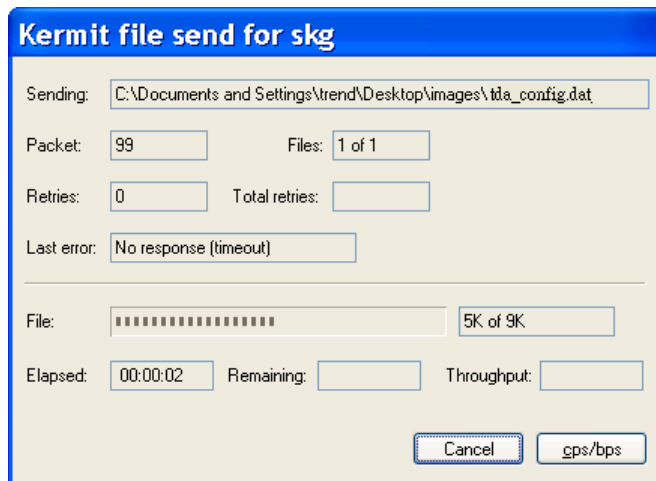 Kermit file send for skg
Sending: C:\Documents and Settings\trend\Desktop\images\tda_config.dat
Packet: 99 Files: 1 of 1
Retries: 0 Total retries:
Last error: No response (timeout)
File: 5K of 9K
Elapsed: 00:00:02 Remaining: Throughput:
Cancel cps/bps